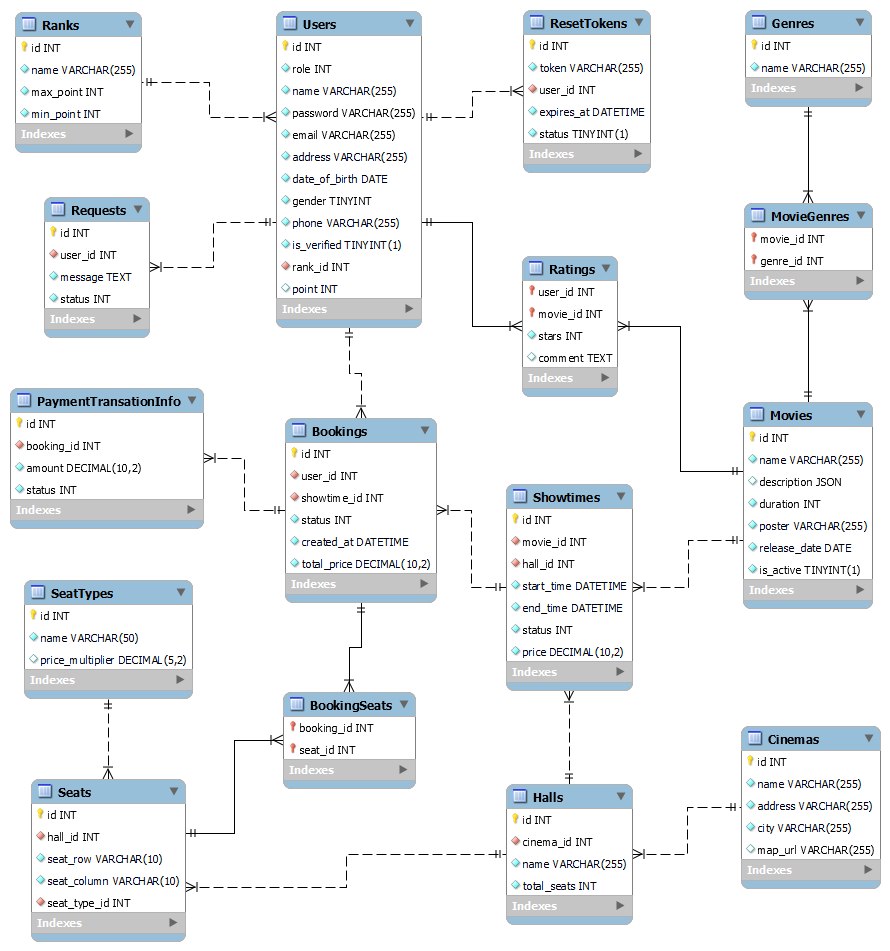 Ranks
id INT
name VARCHAR(255)
max_point INT
min_point INT
Indexes
Users
id INT
role INT
name VARCHAR(255)
password VARCHAR(255)
email VARCHAR(255)
address VARCHAR(255)
date_of_birth DATE
gender TINYINT
phone VARCHAR(255)
is_verified TINYINT(1)
rank_id INT
point INT
Indexes
ResetTokens
id INT
token VARCHAR(255)
user_id INT
expires_at DATETIME
status TINYINT(1)
Indexes
Genres
id INT
name VARCHAR(255)
Indexes
Requests
id INT
user_id INT
message TEXT
status INT
Indexes
MovieGenres
movie_id INT
genre_id INT
Indexes
Ratings
user_id INT
movie_id INT
stars INT
comment TEXT
Indexes
PaymentTransationInfo
id INT
booking_id INT
amount DECIMAL(10,2)
status INT
Indexes
Bookings
id INT
user_id INT
showtime_id INT
status INT
created_at DATETIME
total_price DECIMAL(10,2)
Indexes
Showtimes
id INT
movie_id INT
hall_id INT
start_time DATETIME
end_time DATETIME
status INT
price DECIMAL(10,2)
Indexes
Movies
id INT
name VARCHAR(255)
description JSON
duration INT
poster VARCHAR(255)
release_date DATE
is_active TINYINT(1)
Indexes
SeatTypes
id INT
name VARCHAR(50)
price_multiplier DECIMAL(5,2)
Indexes
BookingSeats
booking_id INT
seat_id INT
Indexes
Seats
id INT
hall_id INT
seat_row VARCHAR(10)
seat_column VARCHAR(10)
seat_type_id INT
Indexes
Halls
id INT
cinema_id INT
name VARCHAR(255)
total_seats INT
Indexes
Cinemas
id INT
name VARCHAR(255)
address VARCHAR(255)
city VARCHAR(255)
map_url VARCHAR(255)
Indexes